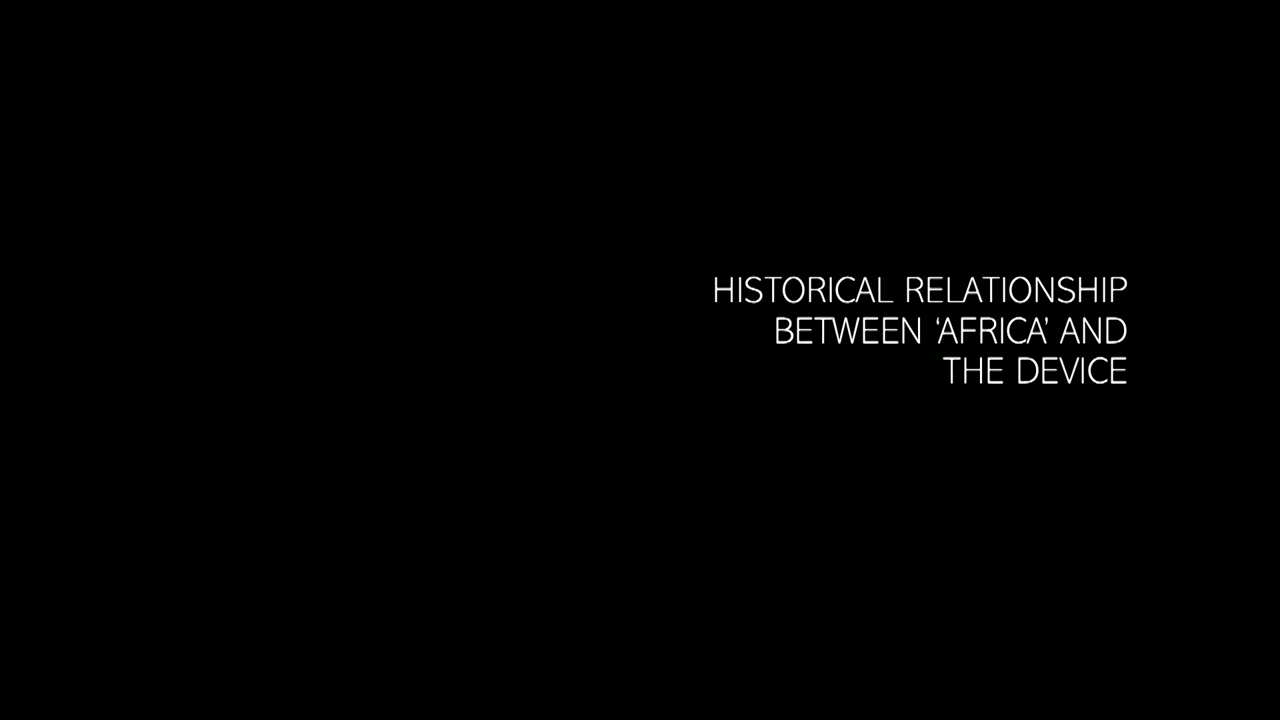 HISTORICAL RELATIONSHIP
BETWEEN ‘AFRICA’ AND
THE DEVICE